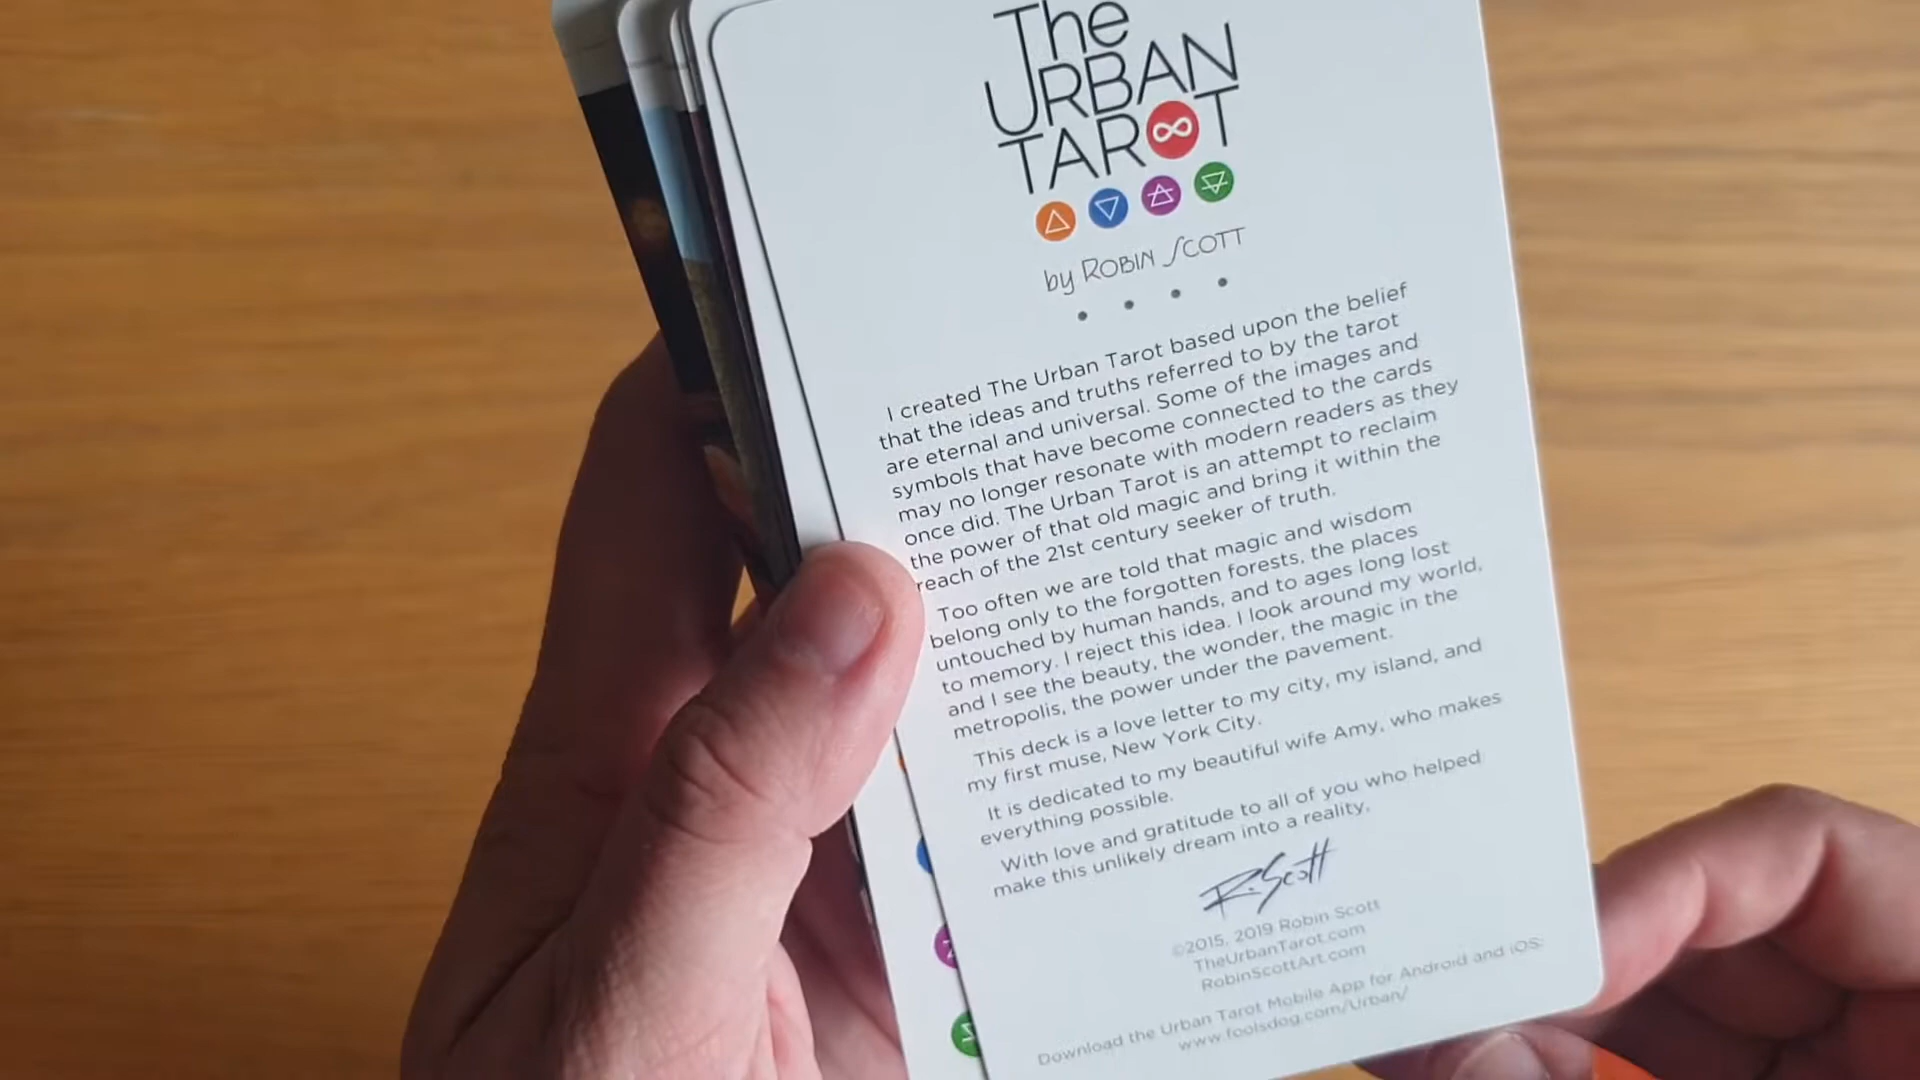 The
URBAN
TAR∞T
by ROBIN SCOTT
I created The Urban Tarot based upon the belief
that the ideas and truths referred to by the tarot
are eternal and universal. Some of the images and
symbols that have become connected to the cards
may no longer resonate with modern readers as they
once did. The Urban Tarot is an attempt to reclaim
the power of that old magic and bring it within the
reach of the 21st century seeker of truth.
Too often we are told that magic and wisdom
belong only to the forgotten forests, the places
untouched by human hands, and to ages long lost
to memory. I reject this idea. I look around my world,
and I see the beauty, the wonder, the magic in the
metropolis, the power under the pavement.
This deck is a love letter to my city, my island, and
my first muse, New York City.
It is dedicated to my beautiful wife Amy, who makes
everything possible.
With love and gratitude to all of you who helped
make this unlikely dream into a reality,
R. Scott
©2015, 2019 Robin Scott
TheUrbanTarot.com
RobinScottArt.com
Download the Urban Tarot Mobile App for Android and iOS:
www.foolsdog.com/Urban/